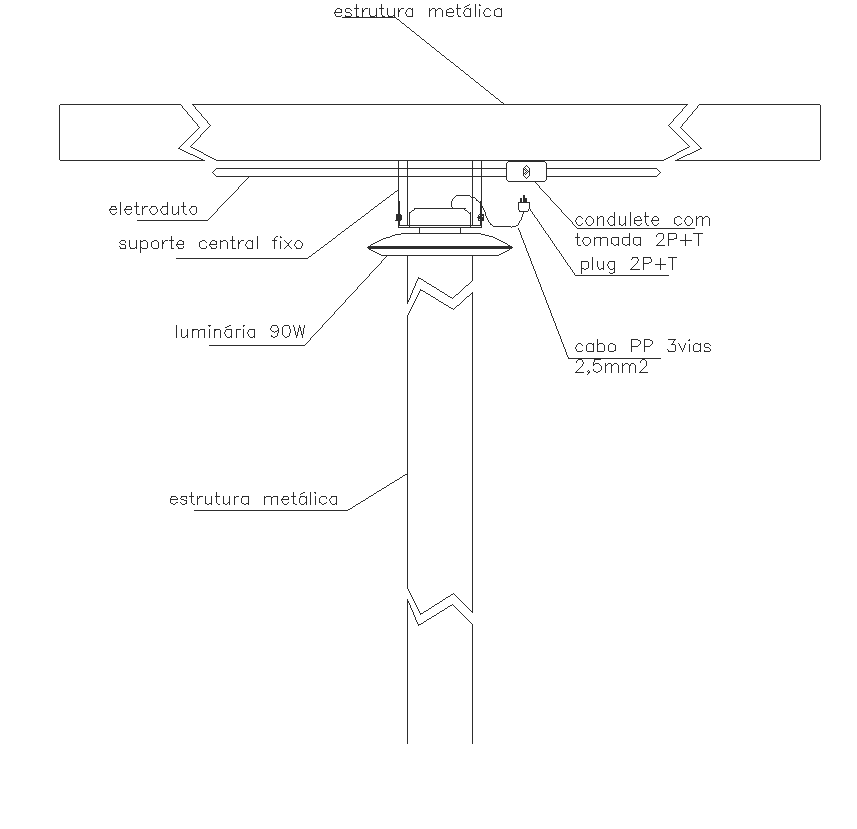 estrutura metálica
eletroduto
suporte central fixo
condulete com
tomada 2P+T
plug 2P+T
luminária 90W
cabo PP 3vias
2,5mm2
estrutura metálica